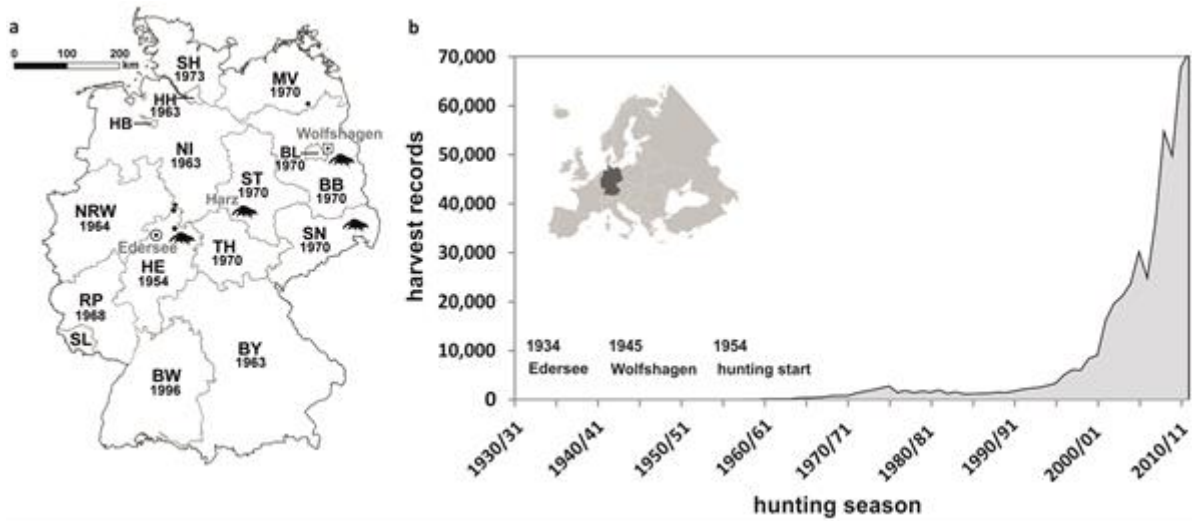 a
0 100 200
km
SH
1973
MV
1970
HH
1963
HB
Wolfshagen
NI
1963
BL
1970
ST
1970
BB
1970
NRW
1964
Harz
Edersee
TH
1970
SN
1970
HE
1954
RP
1968
SL
BW
1996
BY
1963
b
harvest records
70,000
60,000
50,000
40,000
30,000
20,000
10,000
0
1934 1945 1954
Edersee Wolfshagen hunting start
1930/31 1940/41 1950/51 1960/61 1970/71 1980/81 1990/91 2000/01 2010/11
hunting season